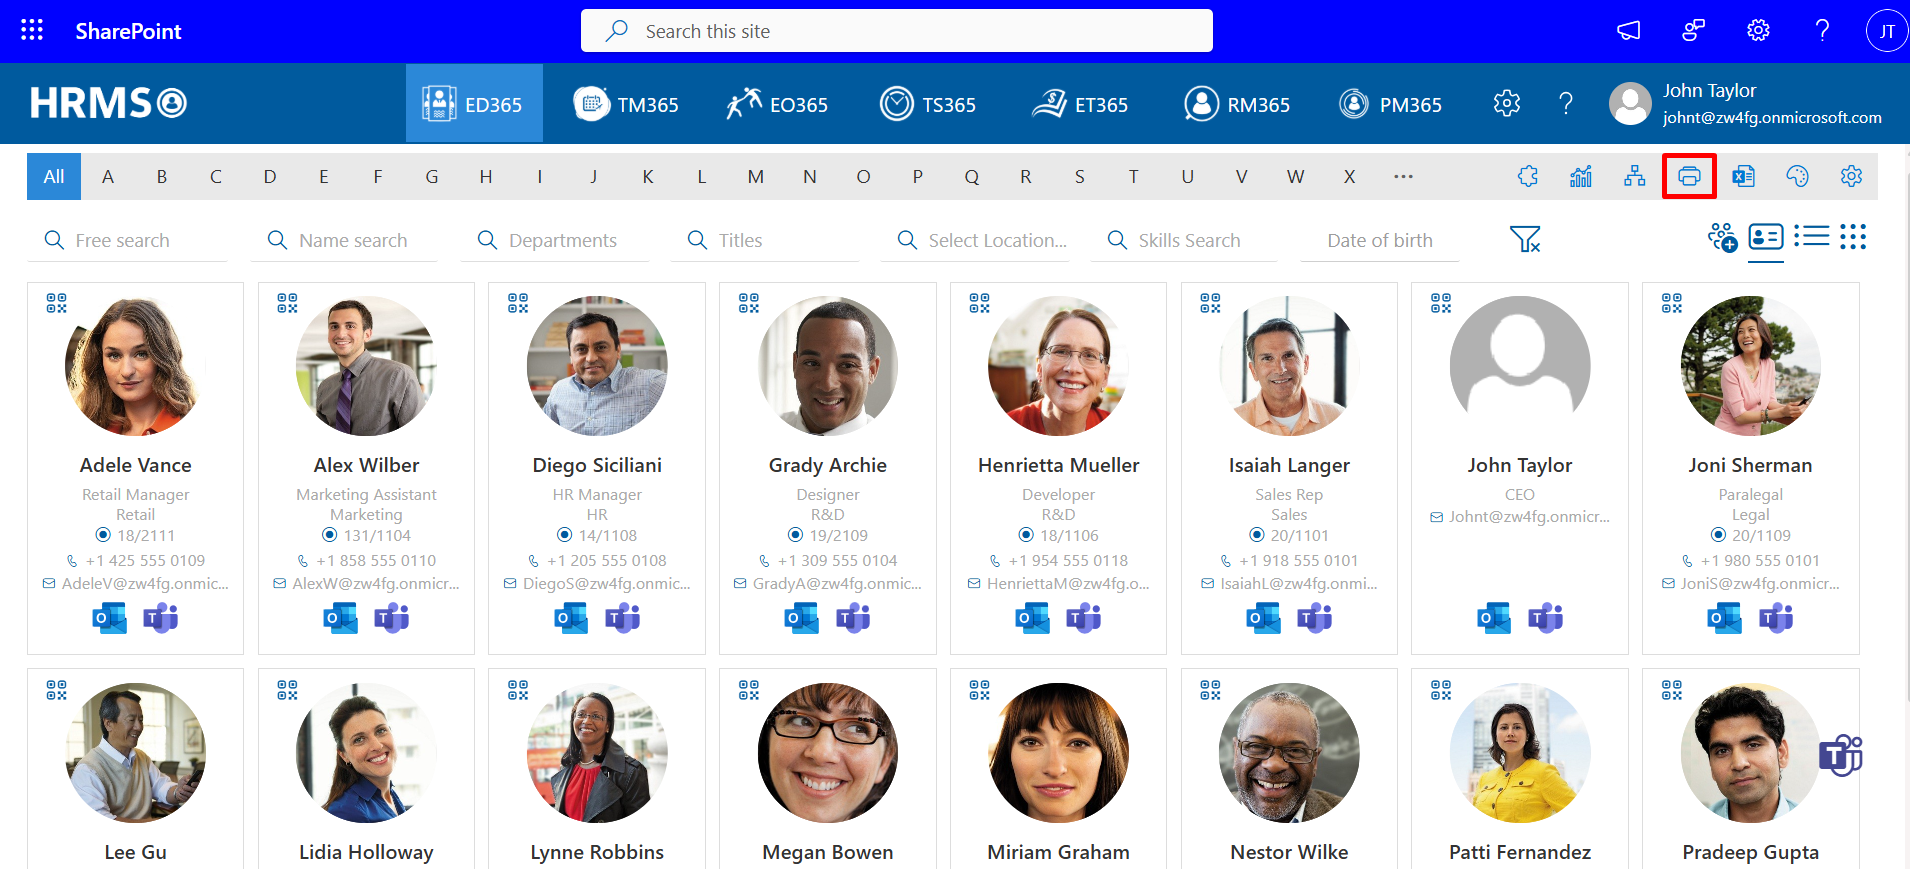 SharePoint
Search this site
JT
HRMS
ED365
TM365
EO365
TS365
ET365
RM365
PM365
John Taylor
johnt@zw4fg.onmicrosoft.com
All A B C D E F G H I J K L M N O P Q R S T U V W X ...
Free search
Name search
Departments
Titles
Select Location...
Skills Search
Date of birth
Adele Vance
Retail Manager
Retail
18/2111
+1 425 555 0109
AdeleV@zw4fg.onmic...
Alex Wilber
Marketing Assistant
Marketing
131/1104
+1 858 555 0110
AlexW@zw4fg.onmicr...
Diego Siciliani
HR Manager
HR
14/1108
+1 205 555 0108
DiegoS@zw4fg.onmicr...
Grady Archie
Designer
R&D
19/2109
+1 309 555 0104
GradyA@zw4fg.onmic...
Henrietta Mueller
Developer
R&D
18/1106
+1 954 555 0118
HenriettaM@zw4fg.o...
Isaiah Langer
Sales Rep
Sales
20/1101
+1 918 555 0101
IsaiahL@zw4fg.onmi...
John Taylor
CEO
Johnt@zw4fg.onmicr...
Joni Sherman
Paralegal
Legal
20/1109
+1 980 555 0101
JoniS@zw4fg.onmicr...
Lee Gu
Lidia Holloway
Lynne Robbins
Megan Bowen
Miriam Graham
Nestor Wilke
Patti Fernandez
Pradeep Gupta